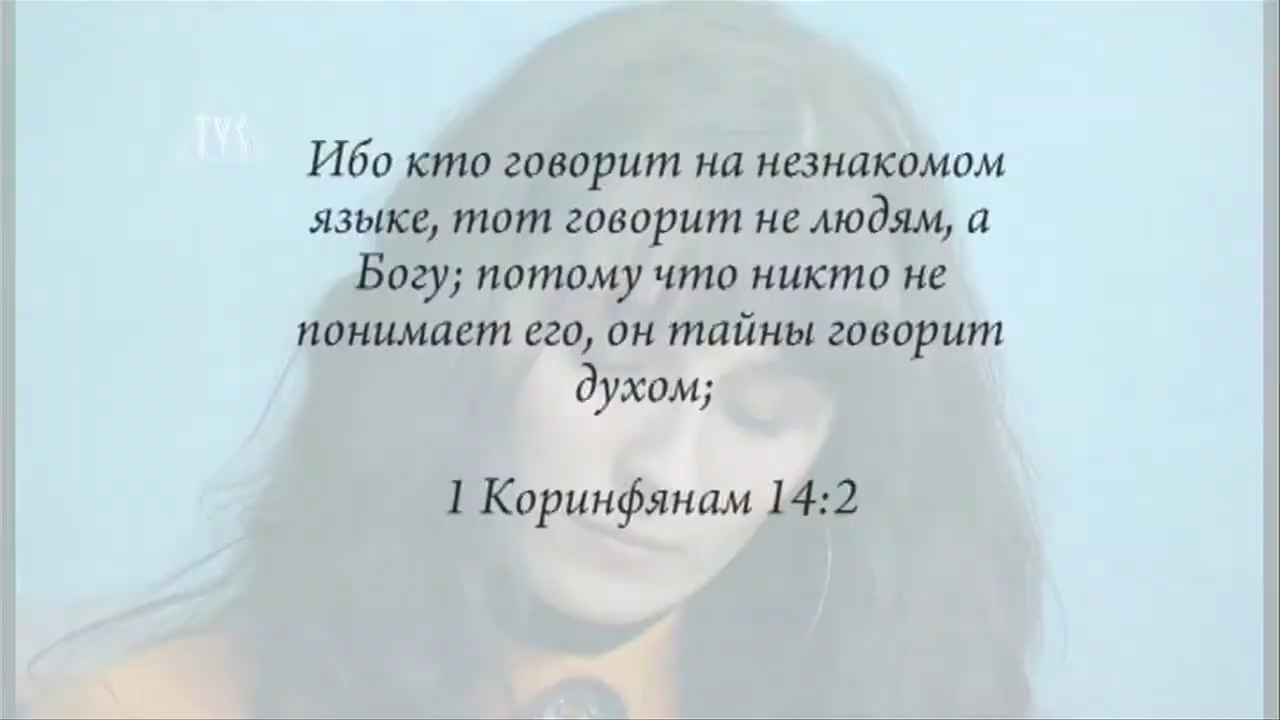 TYS
Ибо кто говорит на незнакомом
языке, тот говорит не людям, а
Богу; потому что никто не
понимает его, он тайны говорит
духом;
1 Коринфянам 14:2